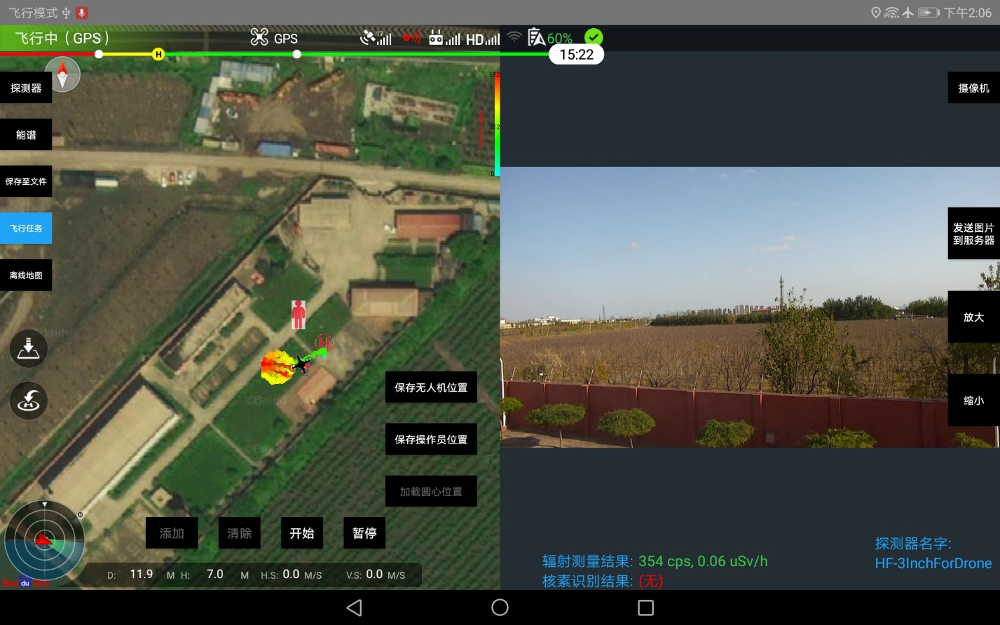 飞行模式
下午2:06
飞行中（GPS）
GPS
17
HD
60%
H
15:22
探测器
能谱
保存至文件
飞行任务
离线地图
摄像机
发送图片
到服务器
放大
缩小
H
保存无人机位置
保存操作员位置
加载圆心位置
添加
清除
开始
暂停
N
D: 11.9 M H: 7.0 M H.S: 0.0 M/S V.S: 0.0 M/S
du
辐射测量结果: 354 cps, 0.06 uSv/h
核素识别结果: (无)
探测器名字:
HF-3InchForDrone